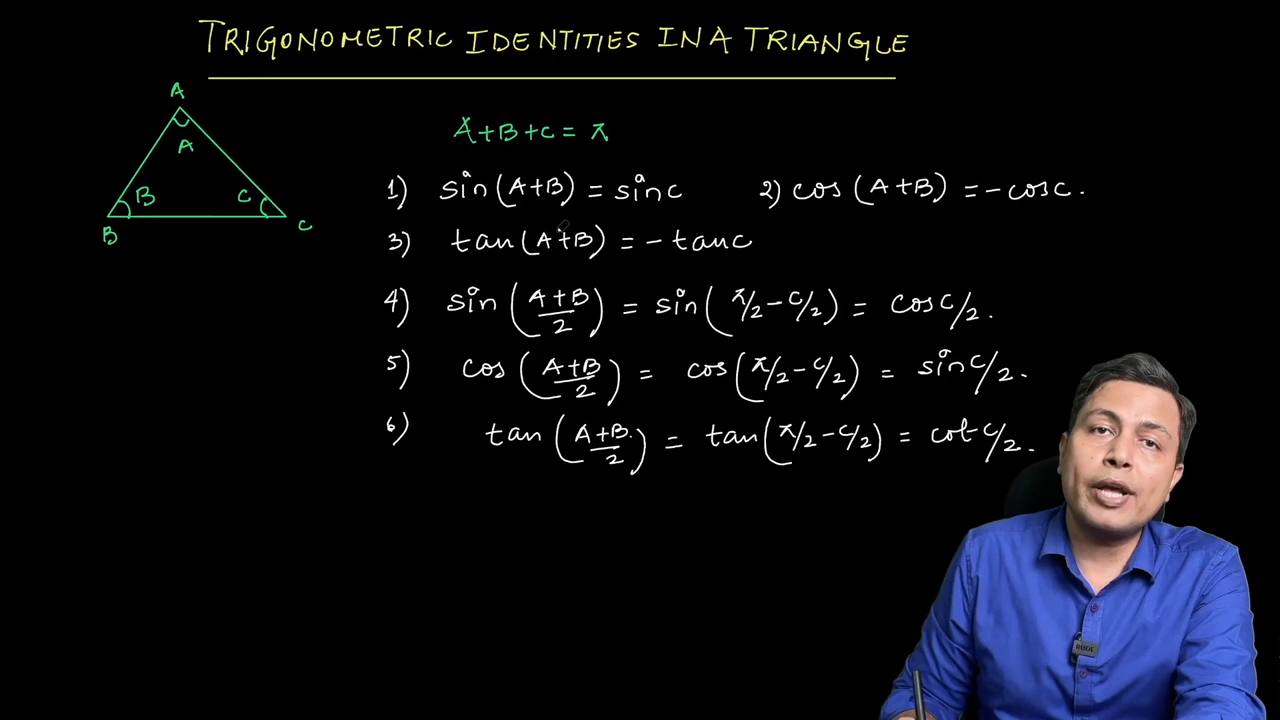 TRIGONOMETRIC IDENTITIES IN A TRIANGLE
A
A
B
C
B
C
A+B+C = π
1) sin(A+B) = sinC 2) cos(A+B) = -cosC.
3) tan(A+B) = -tanC
4) sin((A+B)/2) = sin(π/2 - C/2) = cosC/2.
5) cos((A+B)/2) = cos(π/2 - C/2) = sinC/2.
6) tan((A+B)/2) = tan(π/2 - C/2) = cotC/2.
RODE